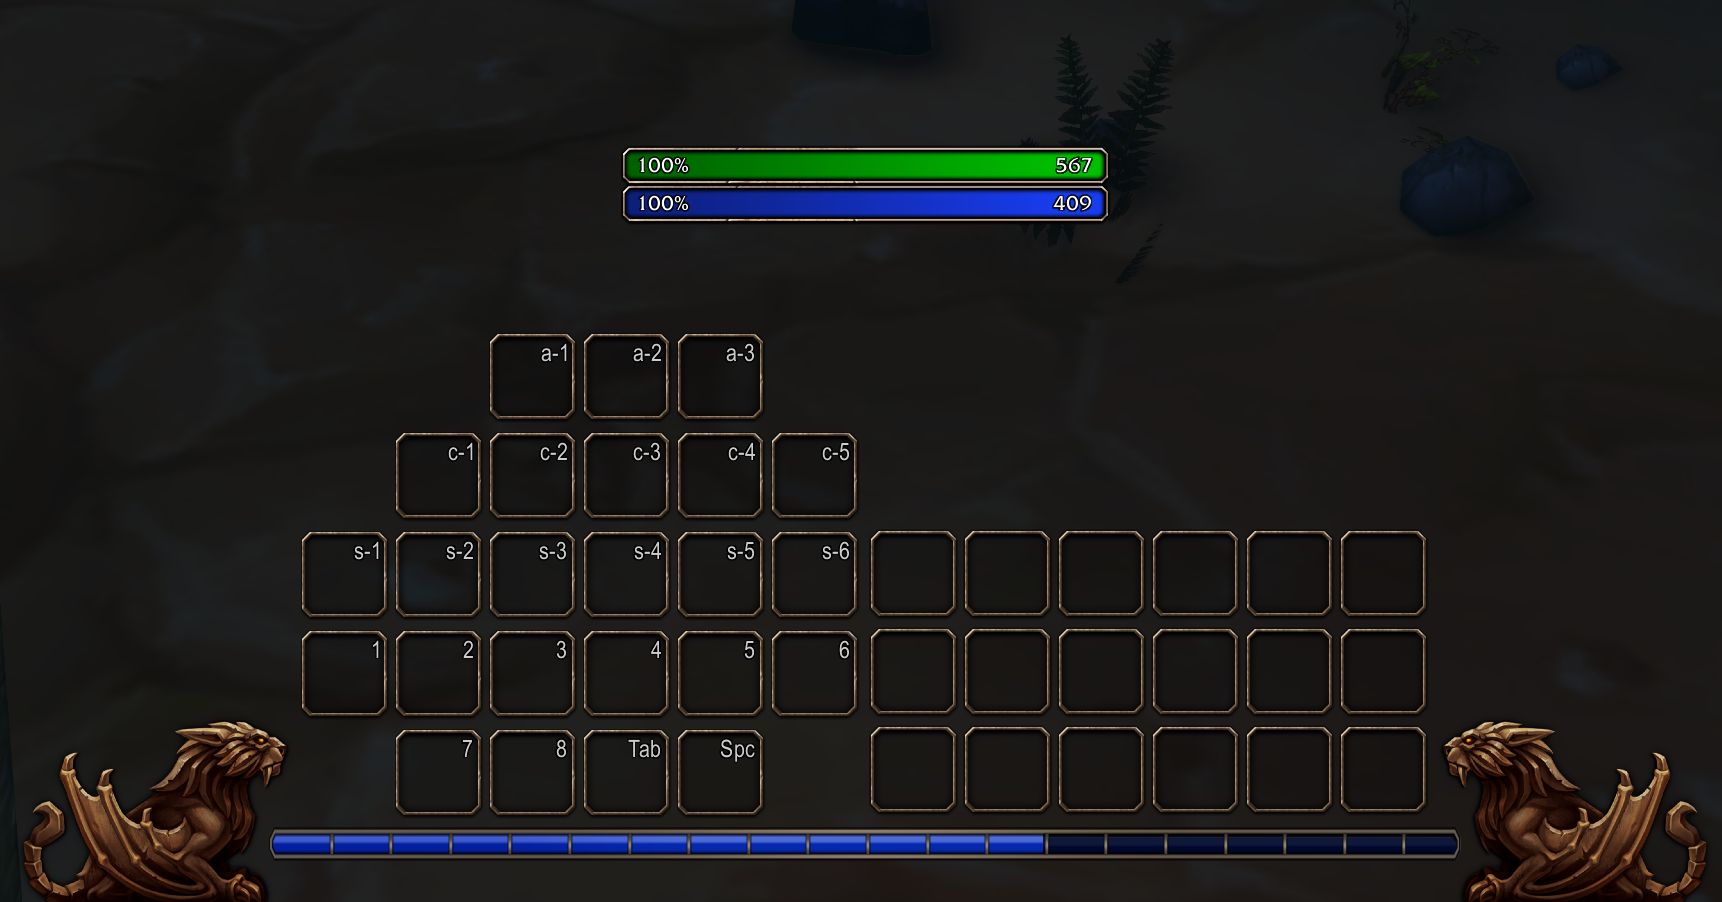 100% 567
100% 409
a-1 a-2 a-3
c-1 c-2 c-3 c-4 c-5
s-1 s-2 s-3 s-4 s-5 s-6
1 2 3 4 5 6
7 8 Tab Spc